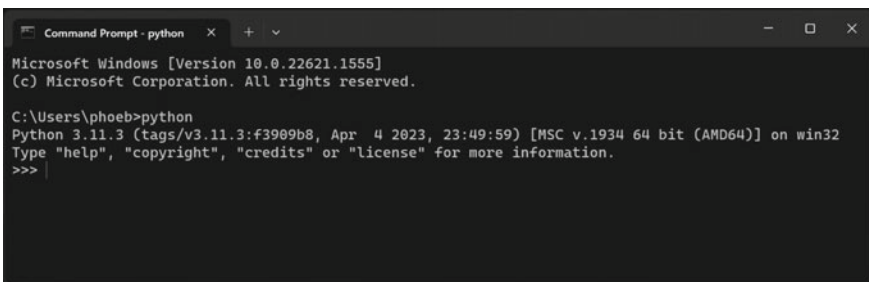 Command Prompt - python
Microsoft Windows [Version 10.0.22621.1555]
(c) Microsoft Corporation. All rights reserved.
C:\Users\phoeb>python
Python 3.11.3 (tags/v3.11.3:f3909b8, Apr  4 2023, 23:49:59) [MSC v.1934 64 bit (AMD64)] on win32
Type "help", "copyright", "credits" or "license" for more information.
>>>